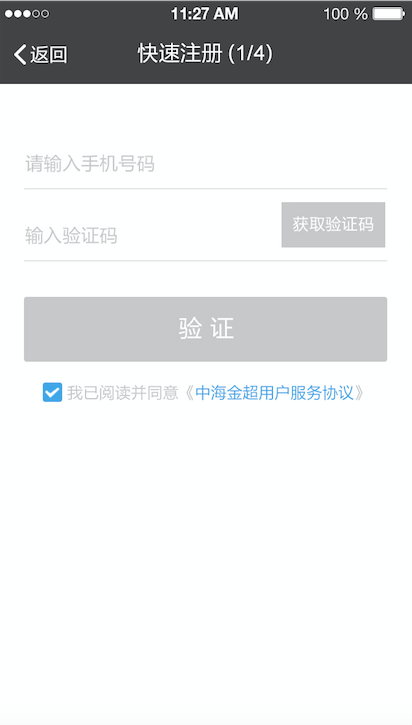 11:27 AM 100 %
返回 快速注册 (1/4)
请输入手机号码
输入验证码 获取验证码
验 证
我已阅读并同意《中海金超用户服务协议》